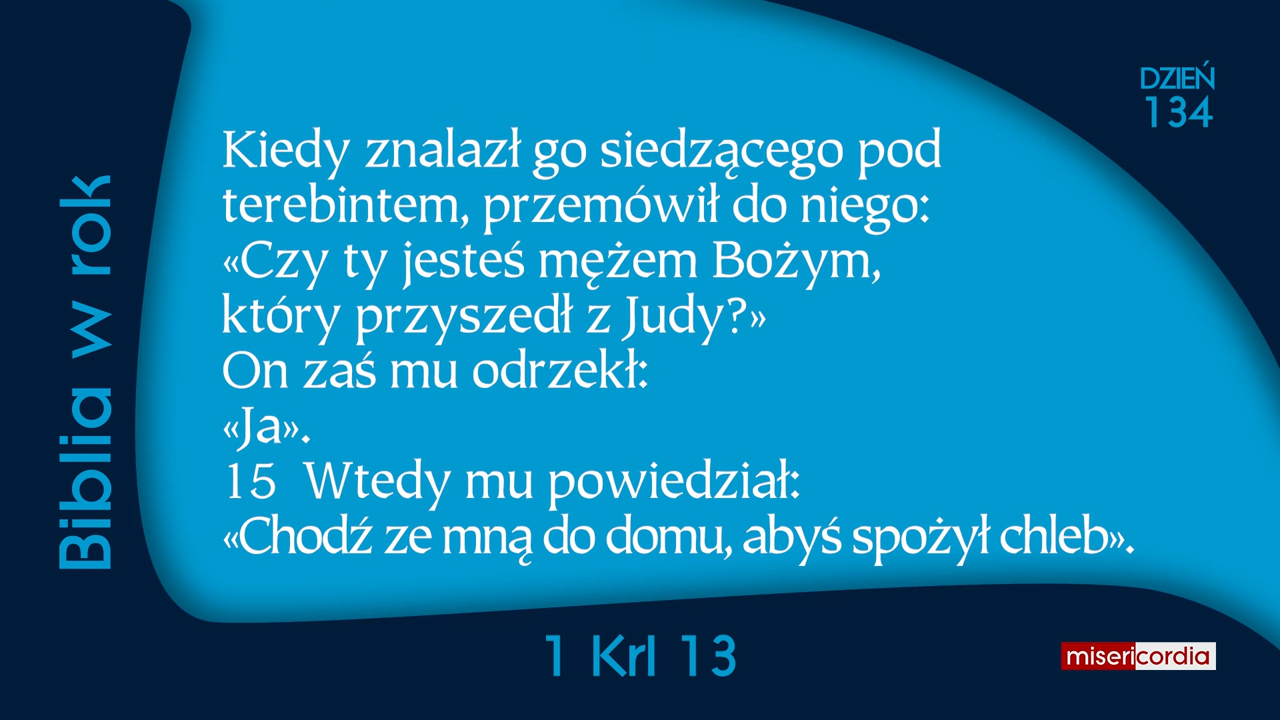 DZIEŃ
134
Biblia w rok
Kiedy znalazł go siedzącego pod
terebintem, przemówił do niego:
«Czy ty jesteś mężem Bożym,
który przyszedł z Judy?»
On zaś mu odrzekł:
«Ja».
15 Wtedy mu powiedział:
«Chodź ze mną do domu, abyś spożył chleb».
1 Krl 13
misericordia